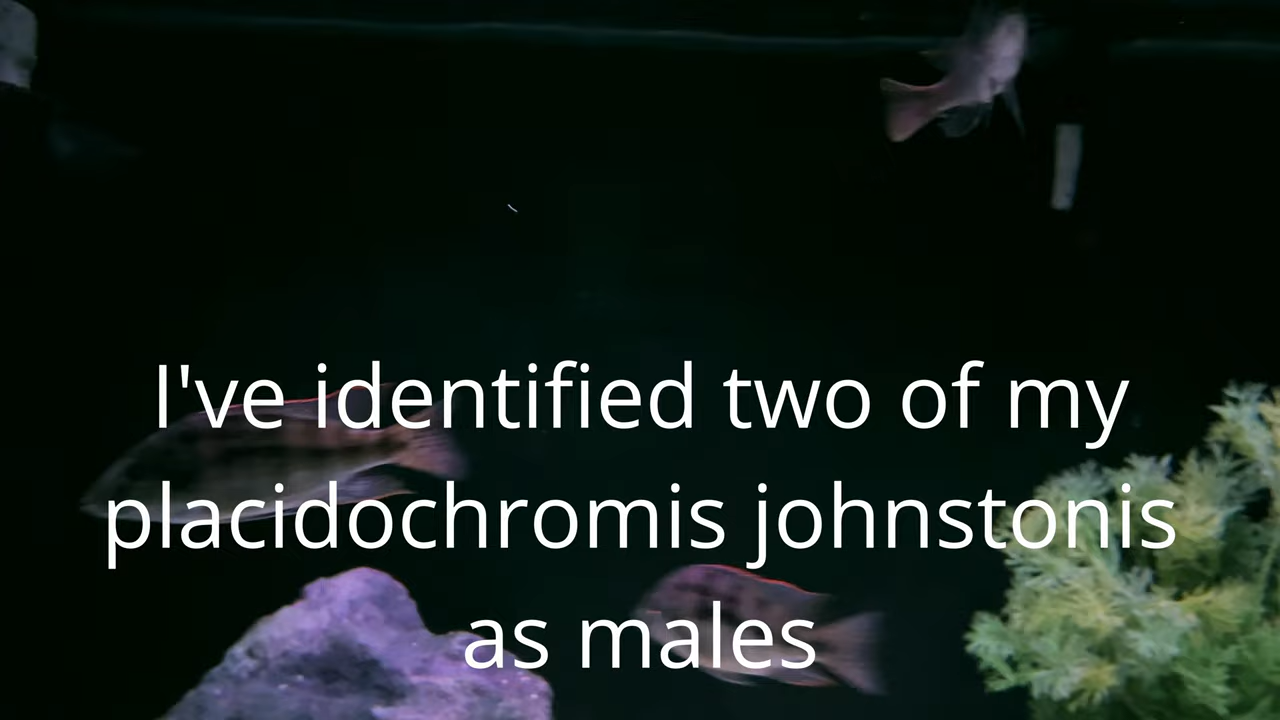 I've identified two of my
placidochromis johnstonis
as males